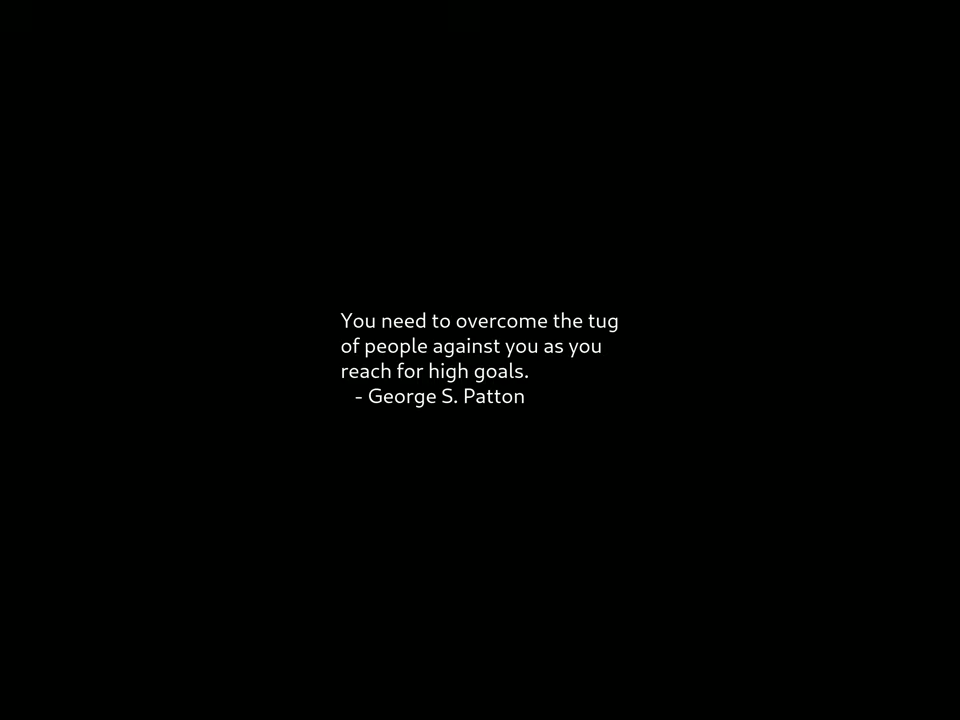 You need to overcome the tug
of people against you as you
reach for high goals.
- George S. Patton